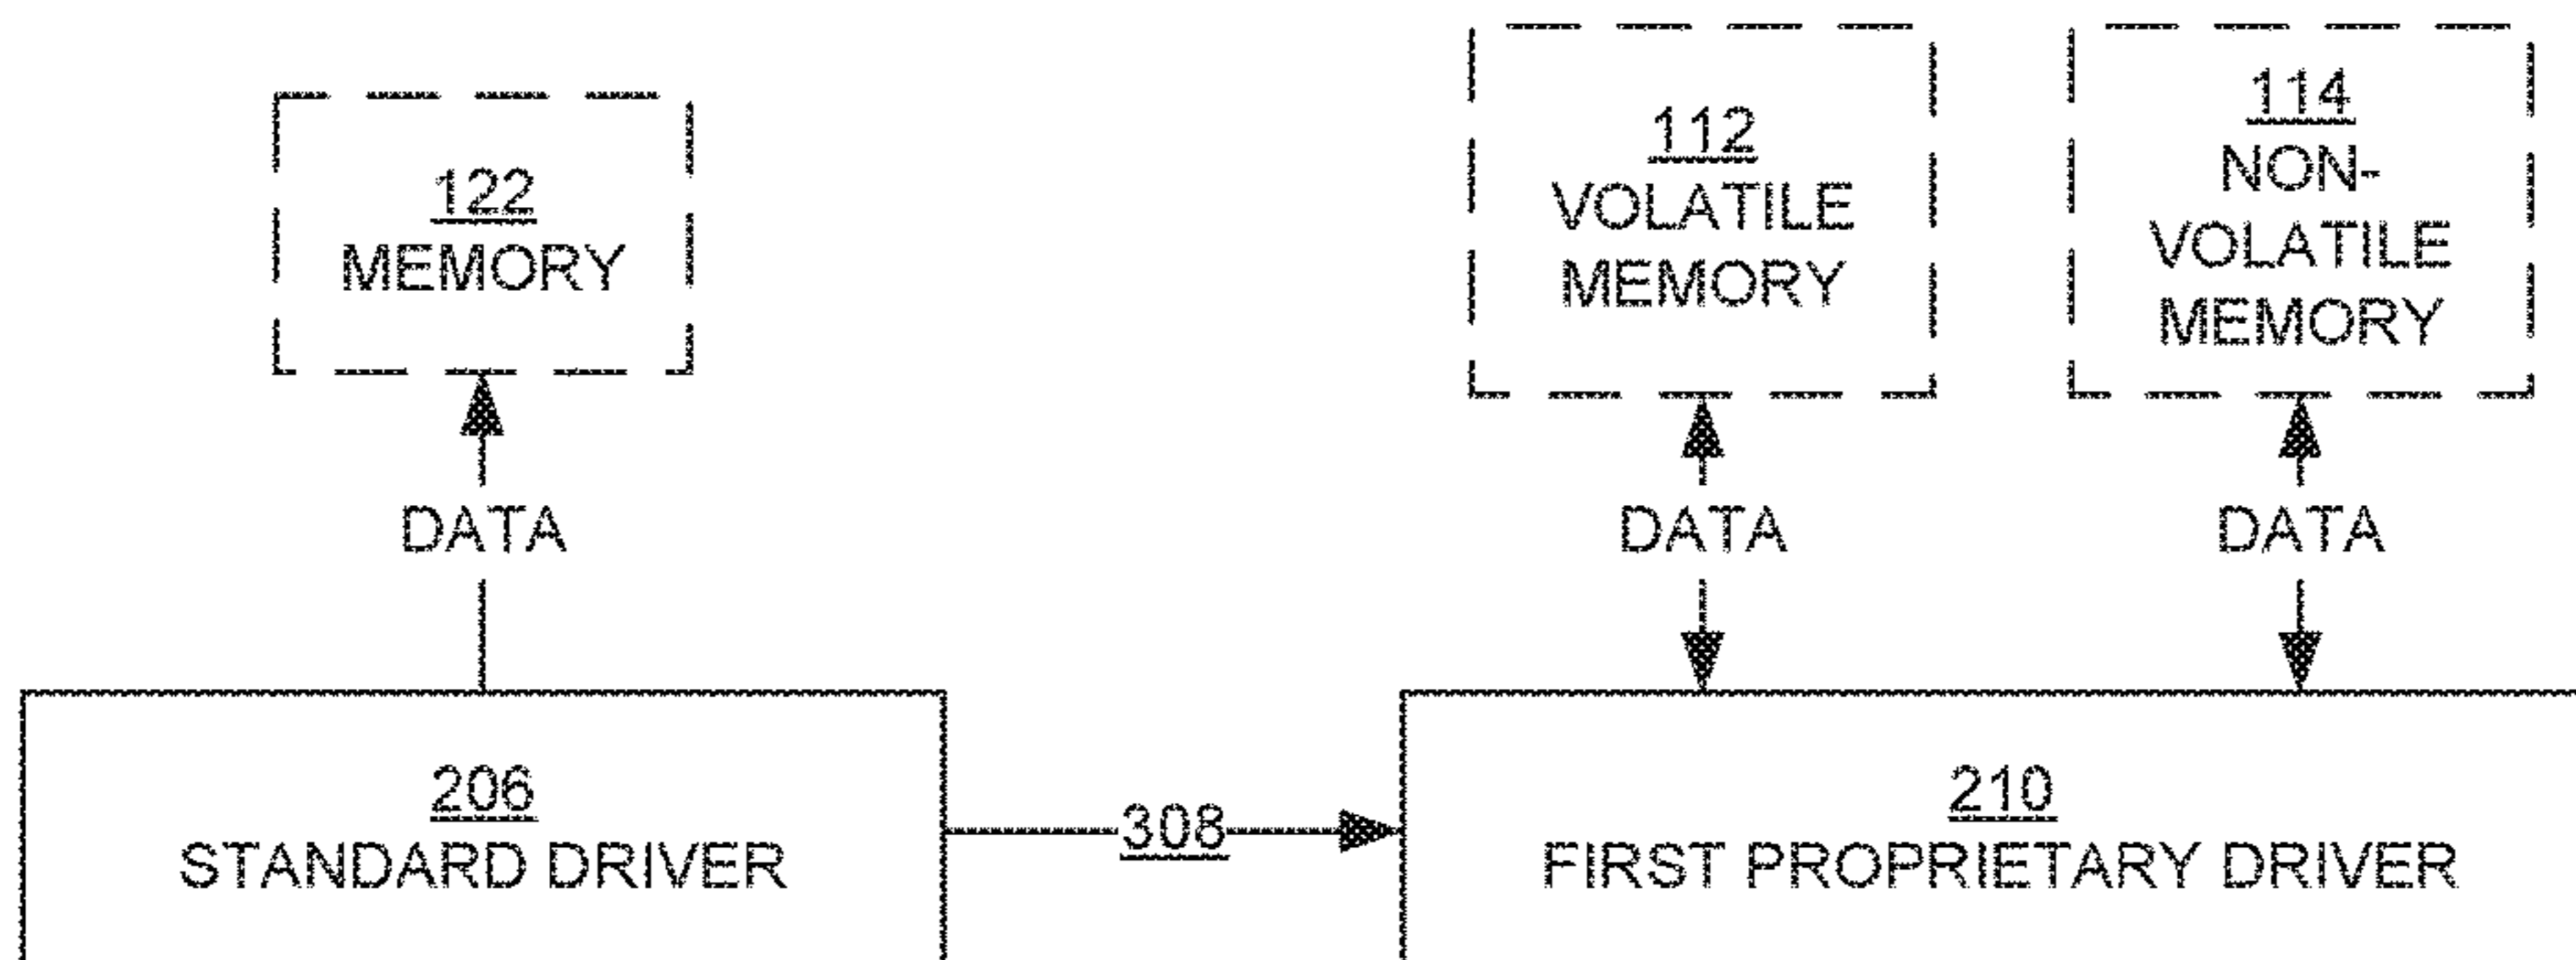 122
MEMORY
112
VOLATILE
MEMORY
114
NON-
VOLATILE
MEMORY
DATA
DATA
DATA
206
STANDARD DRIVER
308
210
FIRST PROPRIETARY DRIVER